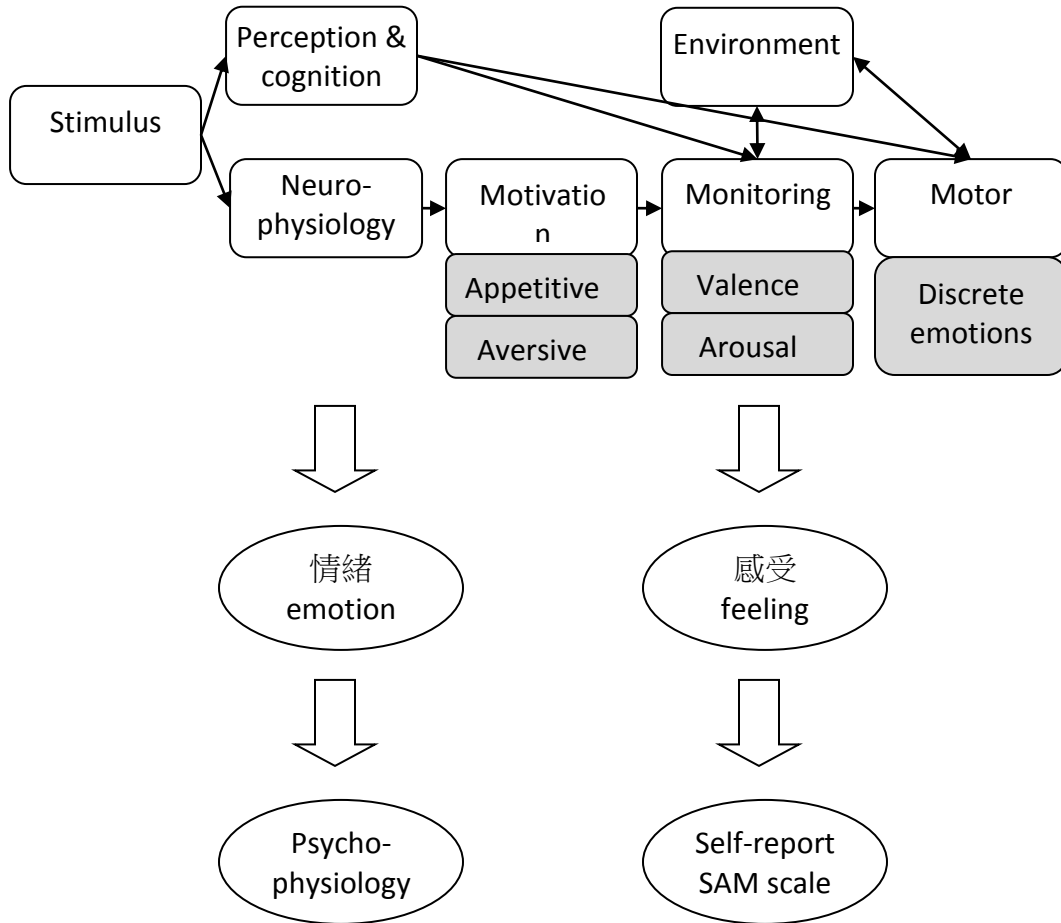 Perception &
cognition
Environment
Stimulus
Neuro-
physiology
Motivatio
n
Monitoring
Motor
Appetitive
Aversive
Valence
Arousal
Discrete
emotions
情緒
emotion
感受
feeling
Psycho-
physiology
Self-report
SAM scale